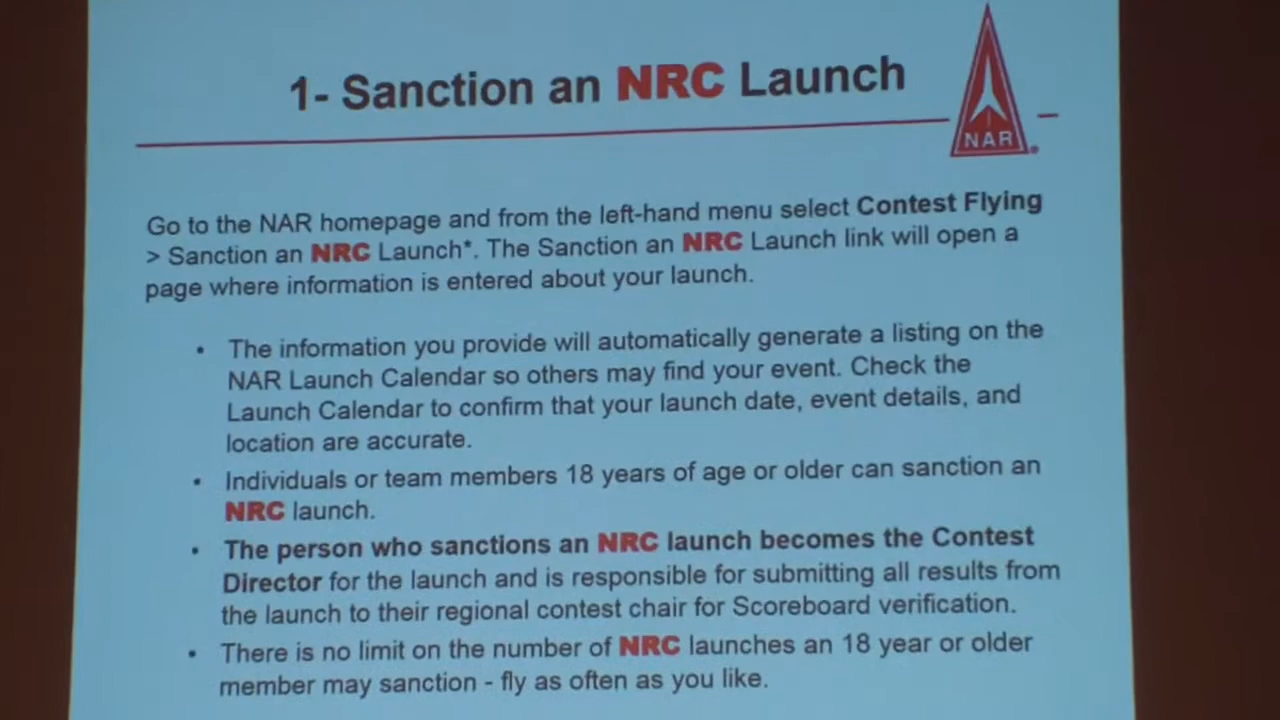 1- Sanction an NRC Launch
NAR
Go to the NAR homepage and from the left-hand menu select Contest Flying
> Sanction an NRC Launch*. The Sanction an NRC Launch link will open a
page where information is entered about your launch.
• The information you provide will automatically generate a listing on the
NAR Launch Calendar so others may find your event. Check the
Launch Calendar to confirm that your launch date, event details, and
location are accurate.
• Individuals or team members 18 years of age or older can sanction an
NRC launch.
• The person who sanctions an NRC launch becomes the Contest
Director for the launch and is responsible for submitting all results from
the launch to their regional contest chair for Scoreboard verification.
• There is no limit on the number of NRC launches an 18 year or older
member may sanction - fly as often as you like.